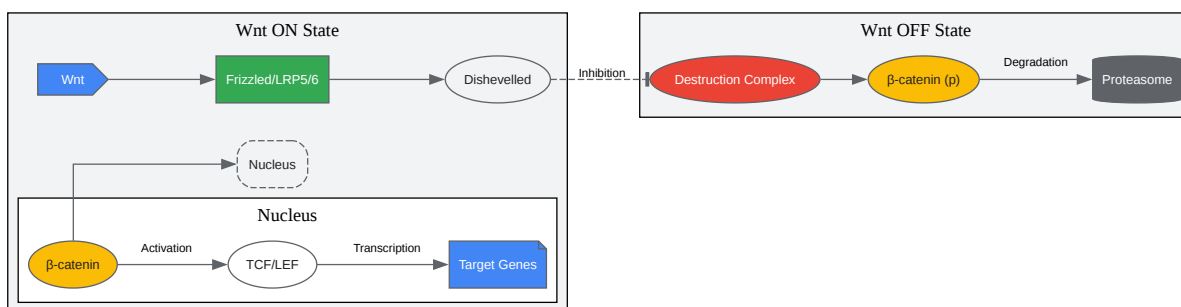 Wnt ON State
Wnt
Frizzled/LRP5/6
Dishevelled
Inhibition
Wnt OFF State
Destruction Complex
β-catenin (p)
Degradation
Proteasome
Nucleus
Nucleus
β-catenin
Activation
TCF/LEF
Transcription
Target Genes